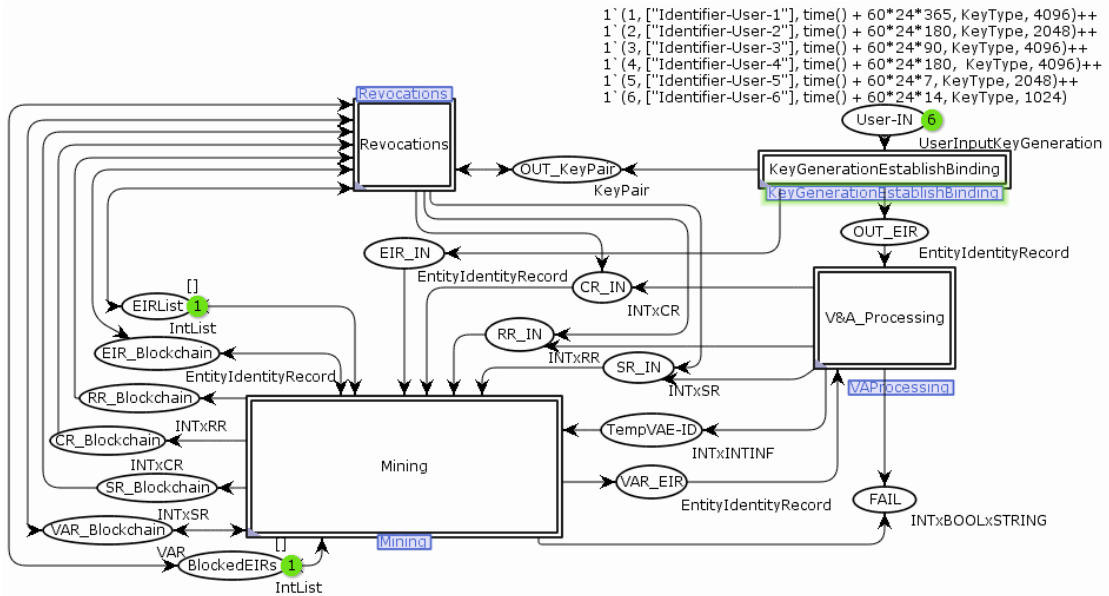 1`(1, ["Identifier-User-1"], time() + 60*24*365, KeyType, 4096)++
1`(2, ["Identifier-User-2"], time() + 60*24*180, KeyType, 2048)++
1`(3, ["Identifier-User-3"], time() + 60*24*90, KeyType, 4096)++
1`(4, ["Identifier-User-4"], time() + 60*24*180,  KeyType, 4096)++
1`(5, ["Identifier-User-5"], time() + 60*24*7, KeyType, 2048)++
1`(6, ["Identifier-User-6"], time() + 60*24*14, KeyType, 1024)
Revocations
User-IN 6
Revocations
UserInputKeyGeneration
OUT_KeyPair
KeyGenerationEstablishBinding
KeyPair
KeyGenerationEstablishBinding
OUT_EIR
EIR_IN
EntityIdentityRecord
EntityIdentityRecord
[]
CR_IN
EIRList 1
INTxCR
V&A_Processing
IntList
RR_IN
EIR_Blockchain
INTxRR
SR_IN
EntityIdentityRecord
VAProcessing
INTxSR
RR_Blockchain
INTxRR
TempVAE-ID
CR_Blockchain
INTxINTINF
INTxCR
Mining
SR_Blockchain
VAR_EIR
FAIL
EntityIdentityRecord
INTxSR
INTxBOOLxSTRING
VAR_Blockchain
Mining
[]
VAR
BlockedEIRs 1
IntList